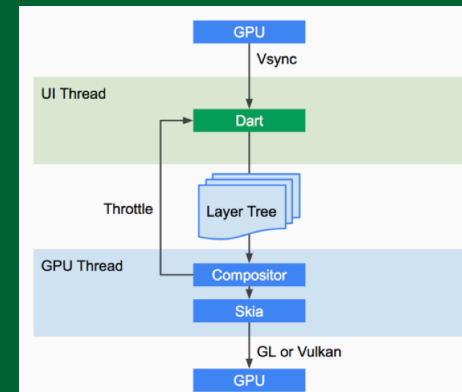 GPU
Vsync
UI Thread
Dart
Throttle
Layer Tree
GPU Thread
Compositor
Skia
GL or Vulkan
GPU